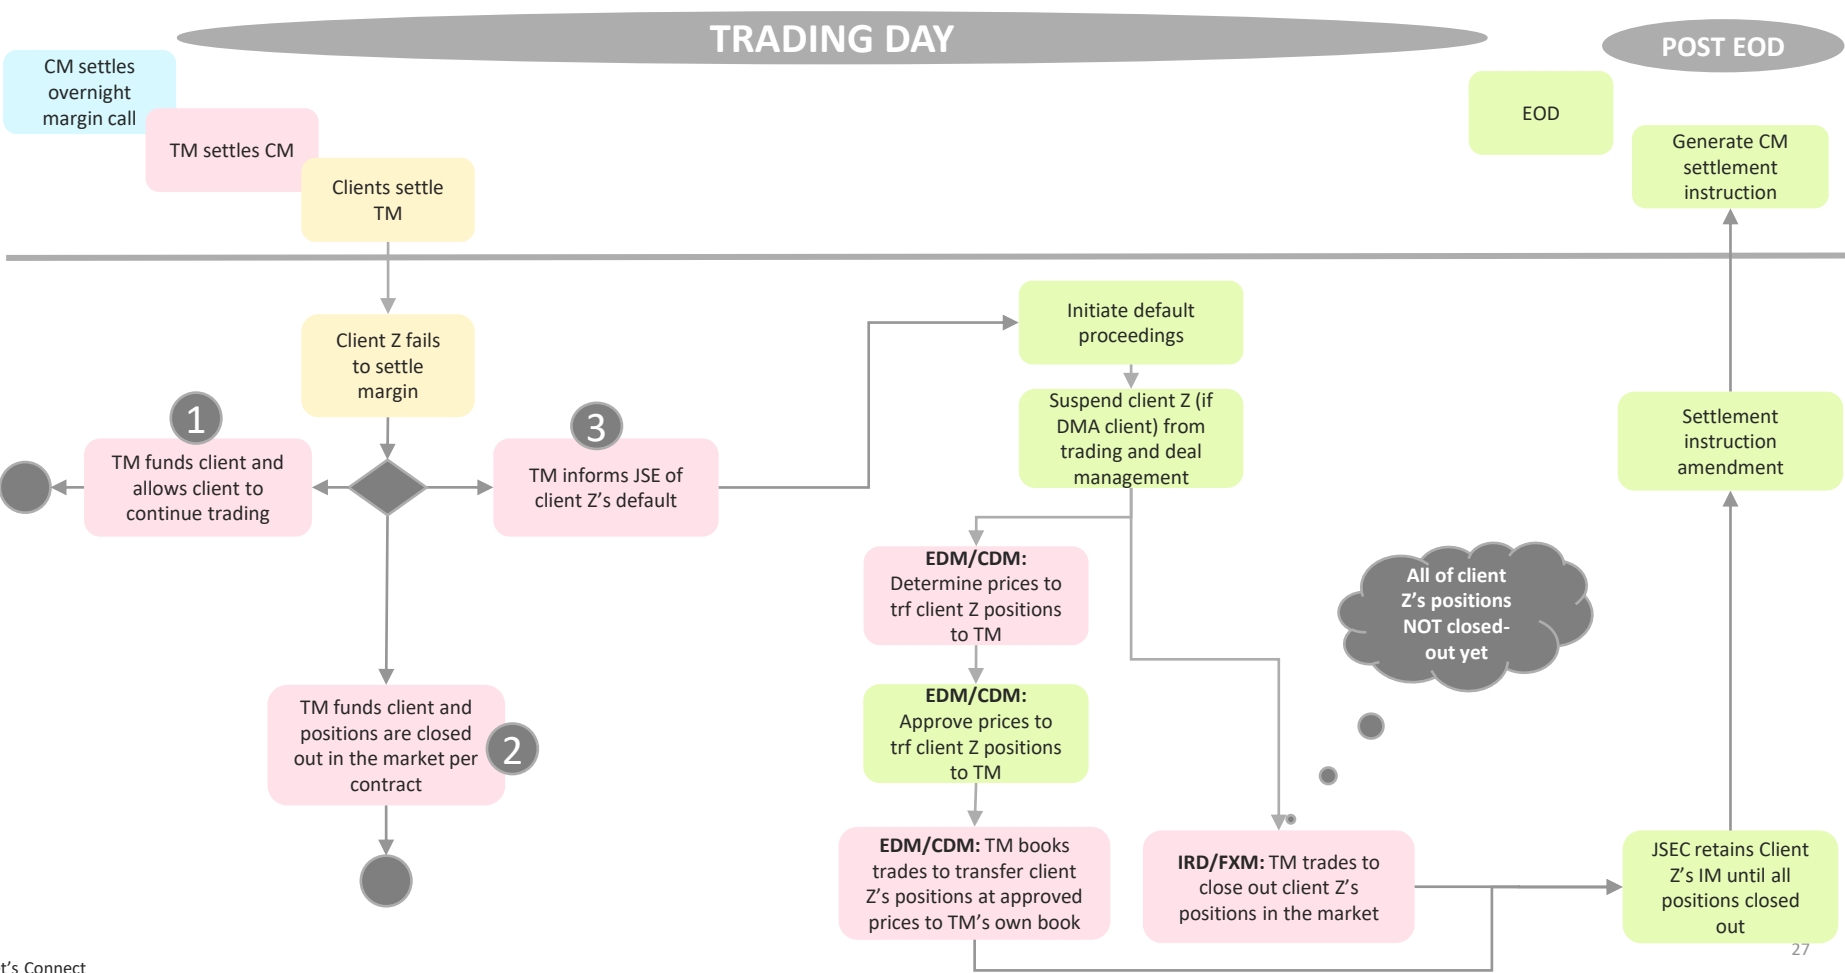 TRADING DAY
POST EOD
CM settles
overnight
margin call
TM settles CM
Clients settle
TM
EOD
Generate CM
settlement
instruction
Client Z fails
to settle
margin
1
TM funds client and
allows client to
continue trading
3
TM informs JSE of
client Z's default
2
TM funds client and
positions are closed
out in the market per
contract
Initiate default
proceedings
Suspend client Z (if
DMA client) from
trading and deal
management
EDM/CDM:
Determine prices to
trf client Z positions
to TM
EDM/CDM:
Approve prices to
trf client Z positions
to TM
EDM/CDM: TM books
trades to transfer client
Z's positions at approved
prices to TM's own book
All of client
Z's positions
NOT closed-
out yet
IRD/FXM: TM trades to
close out client Z's
positions in the market
Settlement
instruction
amendment
JSEC retains Client
Z's IM until all
positions closed
out
27
t's Connect